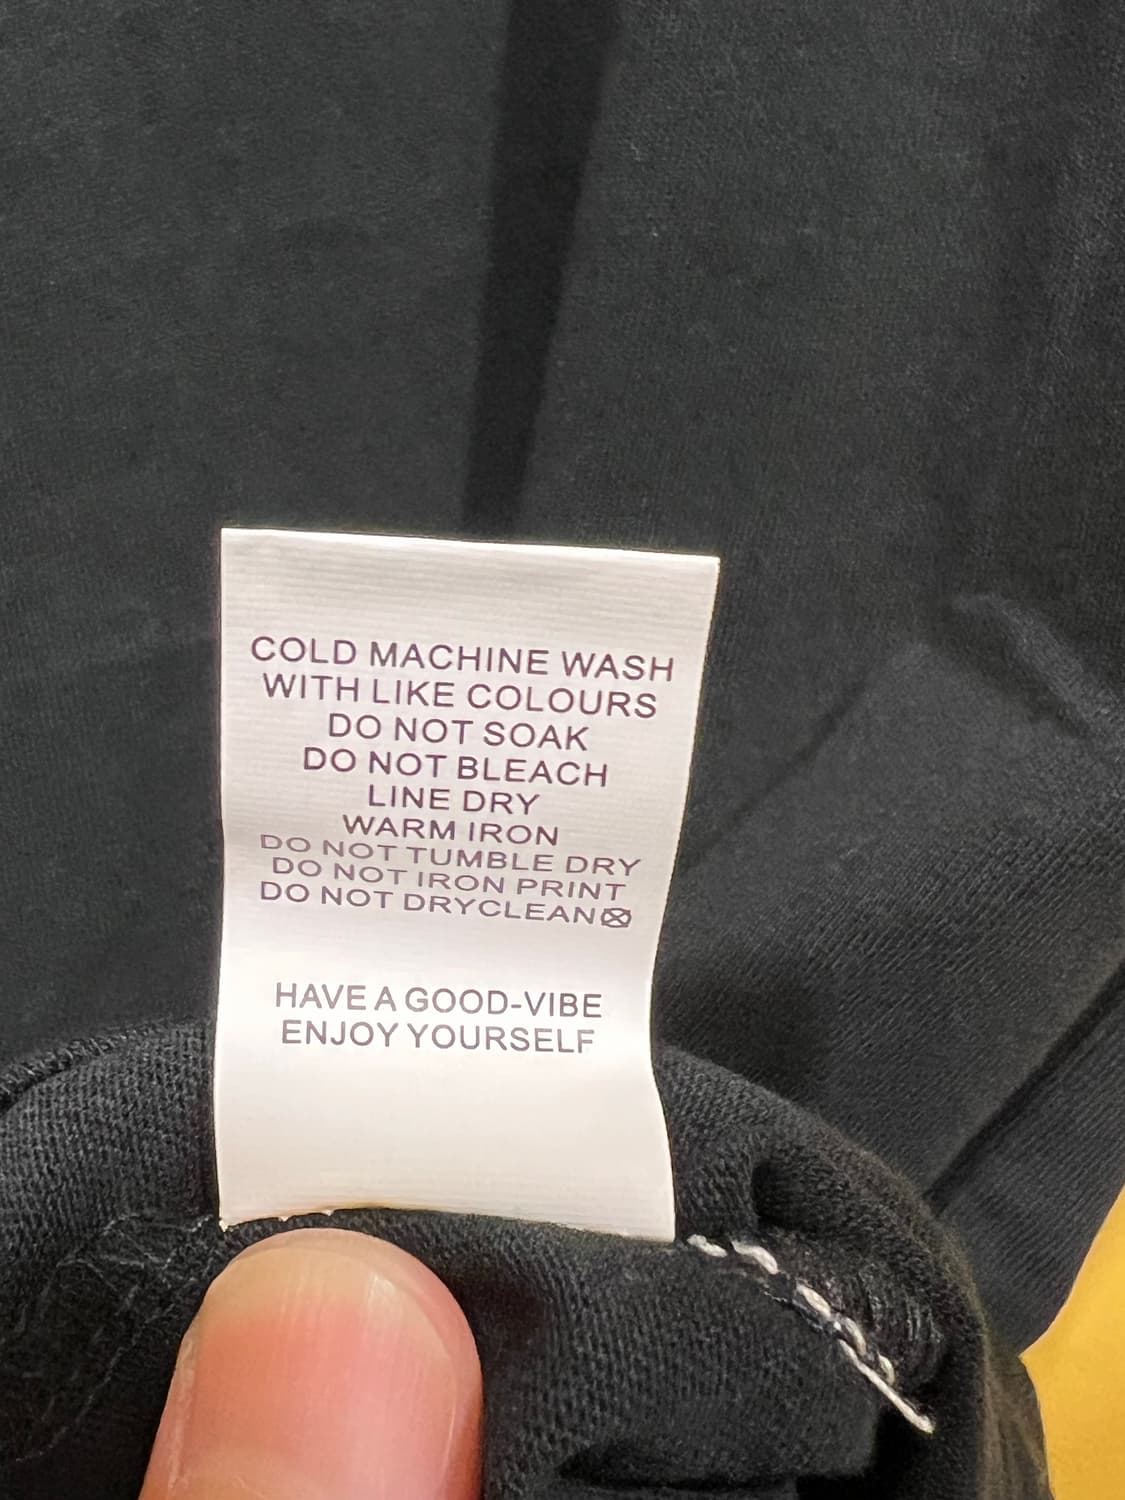 COLD MACHINE WASH
WITH LIKE COLOURS
DO NOT SOAK
DO NOT BLEACH
LINE DRY
WARM IRON
DO NOT TUMBLE DRY
DO NOT IRON PRINT
DO NOT DRYCLEAN
HAVE A GOOD-VIBE
ENJOY YOURSELF